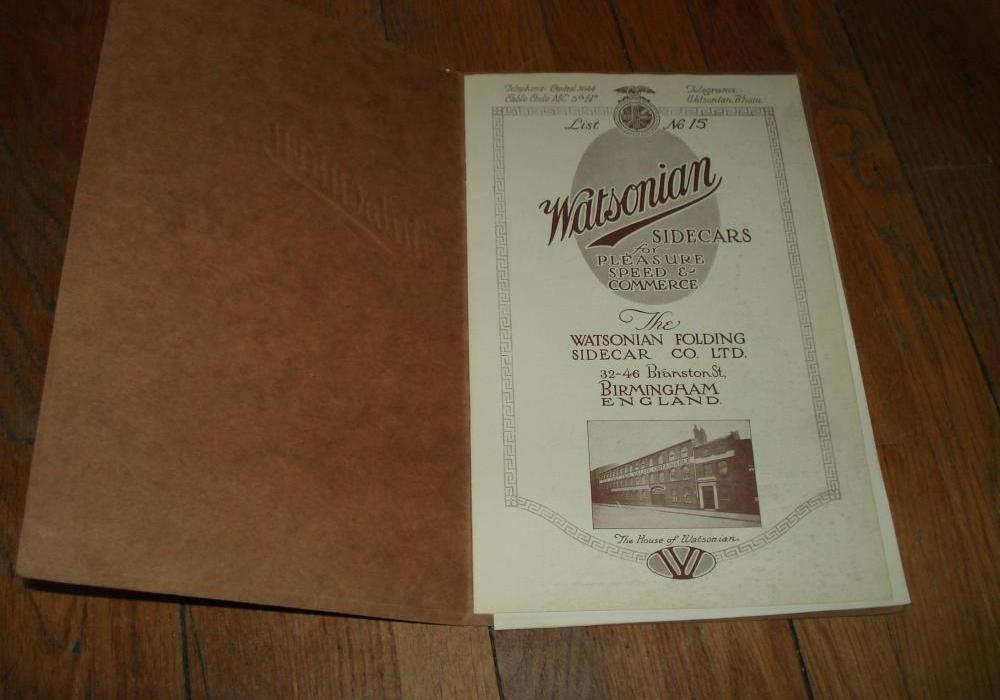 Telephone: Central 3644
Cable Code ABC 5th Ed
Telegrams:-
Watsonian, B'ham.
List No 15
Watsonian
SIDECARS
for
PLEASURE
SPEED &
COMMERCE
The
WATSONIAN FOLDING
SIDECAR CO. LTD.
32-46 Branston St,
BIRMINGHAM
ENGLAND.
The House of Watsonian.
W